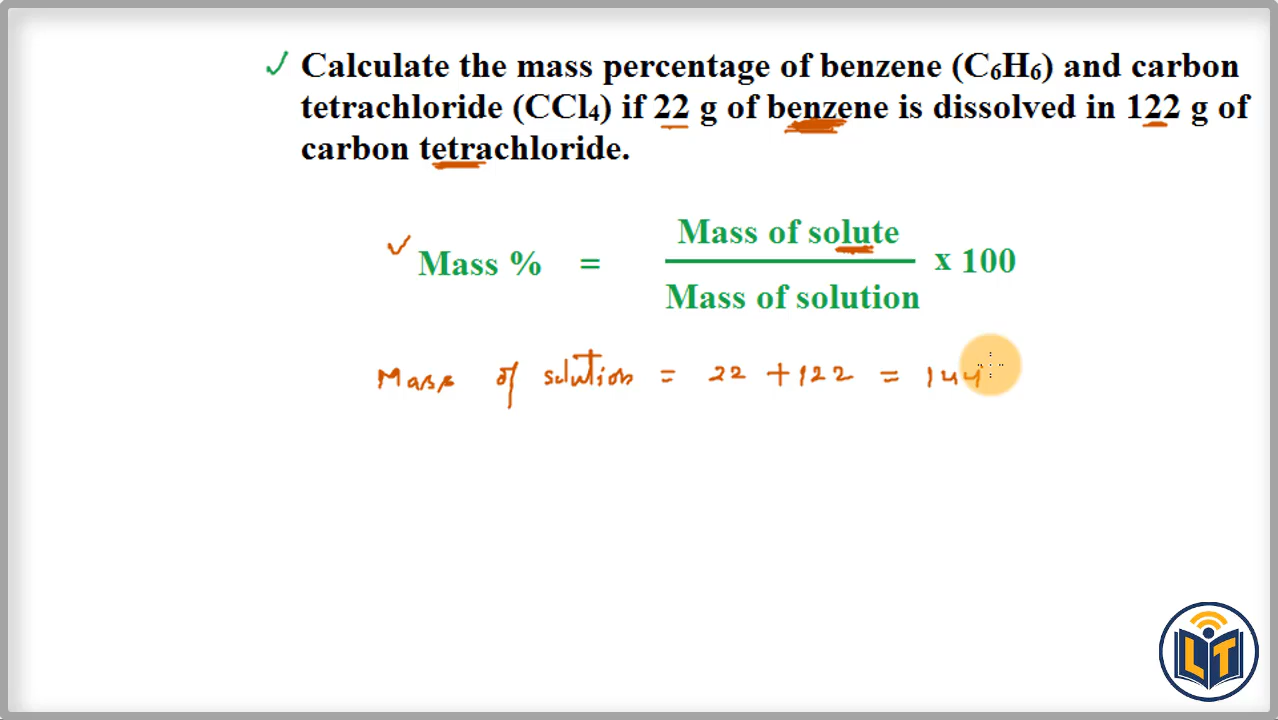 Calculate the mass percentage of benzene (C₆H₆) and carbon
tetrachloride (CCl₄) if 22 g of benzene is dissolved in 122 g of
carbon tetrachloride.
Mass of solute
Mass % = x 100
Mass of solution
Mass of solution = 22 + 122 = 144
LT